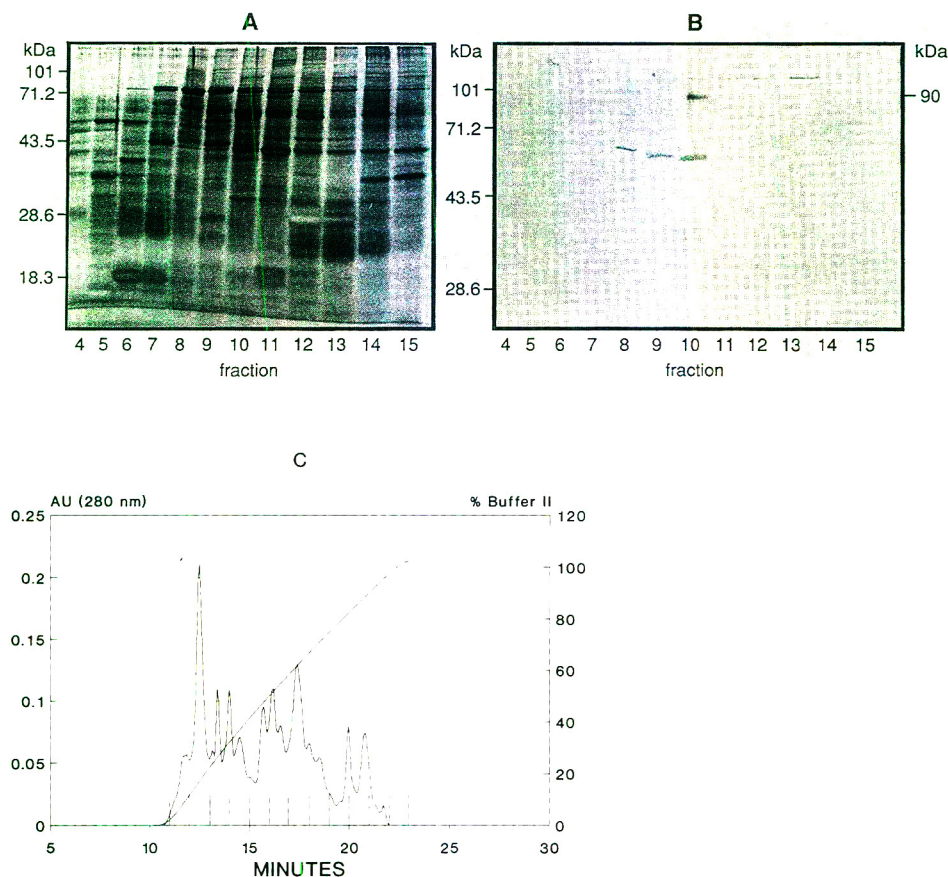 A
B
kDa
101
71.2
43.5
28.6
18.3
4 5 6 7 8 9 10 11 12 13 14 15
fraction
kDa
101
71.2
43.5
28.6
kDa
90
4 5 6 7 8 9 10 11 12 13 14 15
fraction
C
AU (280 nm)
% Buffer II
0.25
0.2
0.15
0.1
0.05
0
120
100
80
60
40
20
0
5 10 15 20 25 30
MINUTES